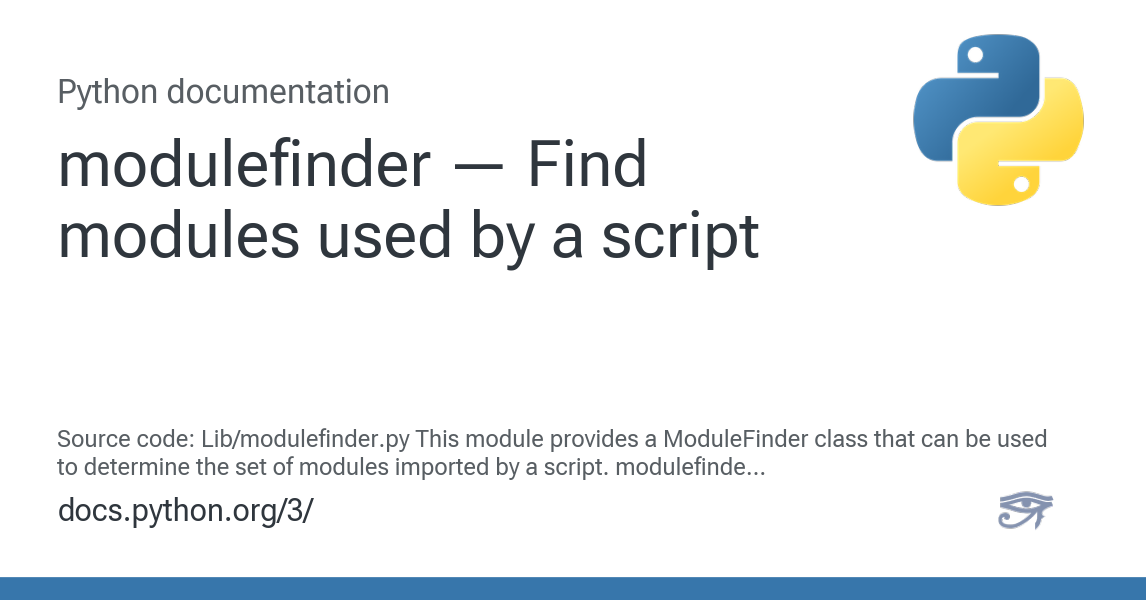 Python documentation
modulefinder — Find
modules used by a script
Source code: Lib/modulefinder.py This module provides a ModuleFinder class that can be used
to determine the set of modules imported by a script. modulefinde...
docs.python.org/3/